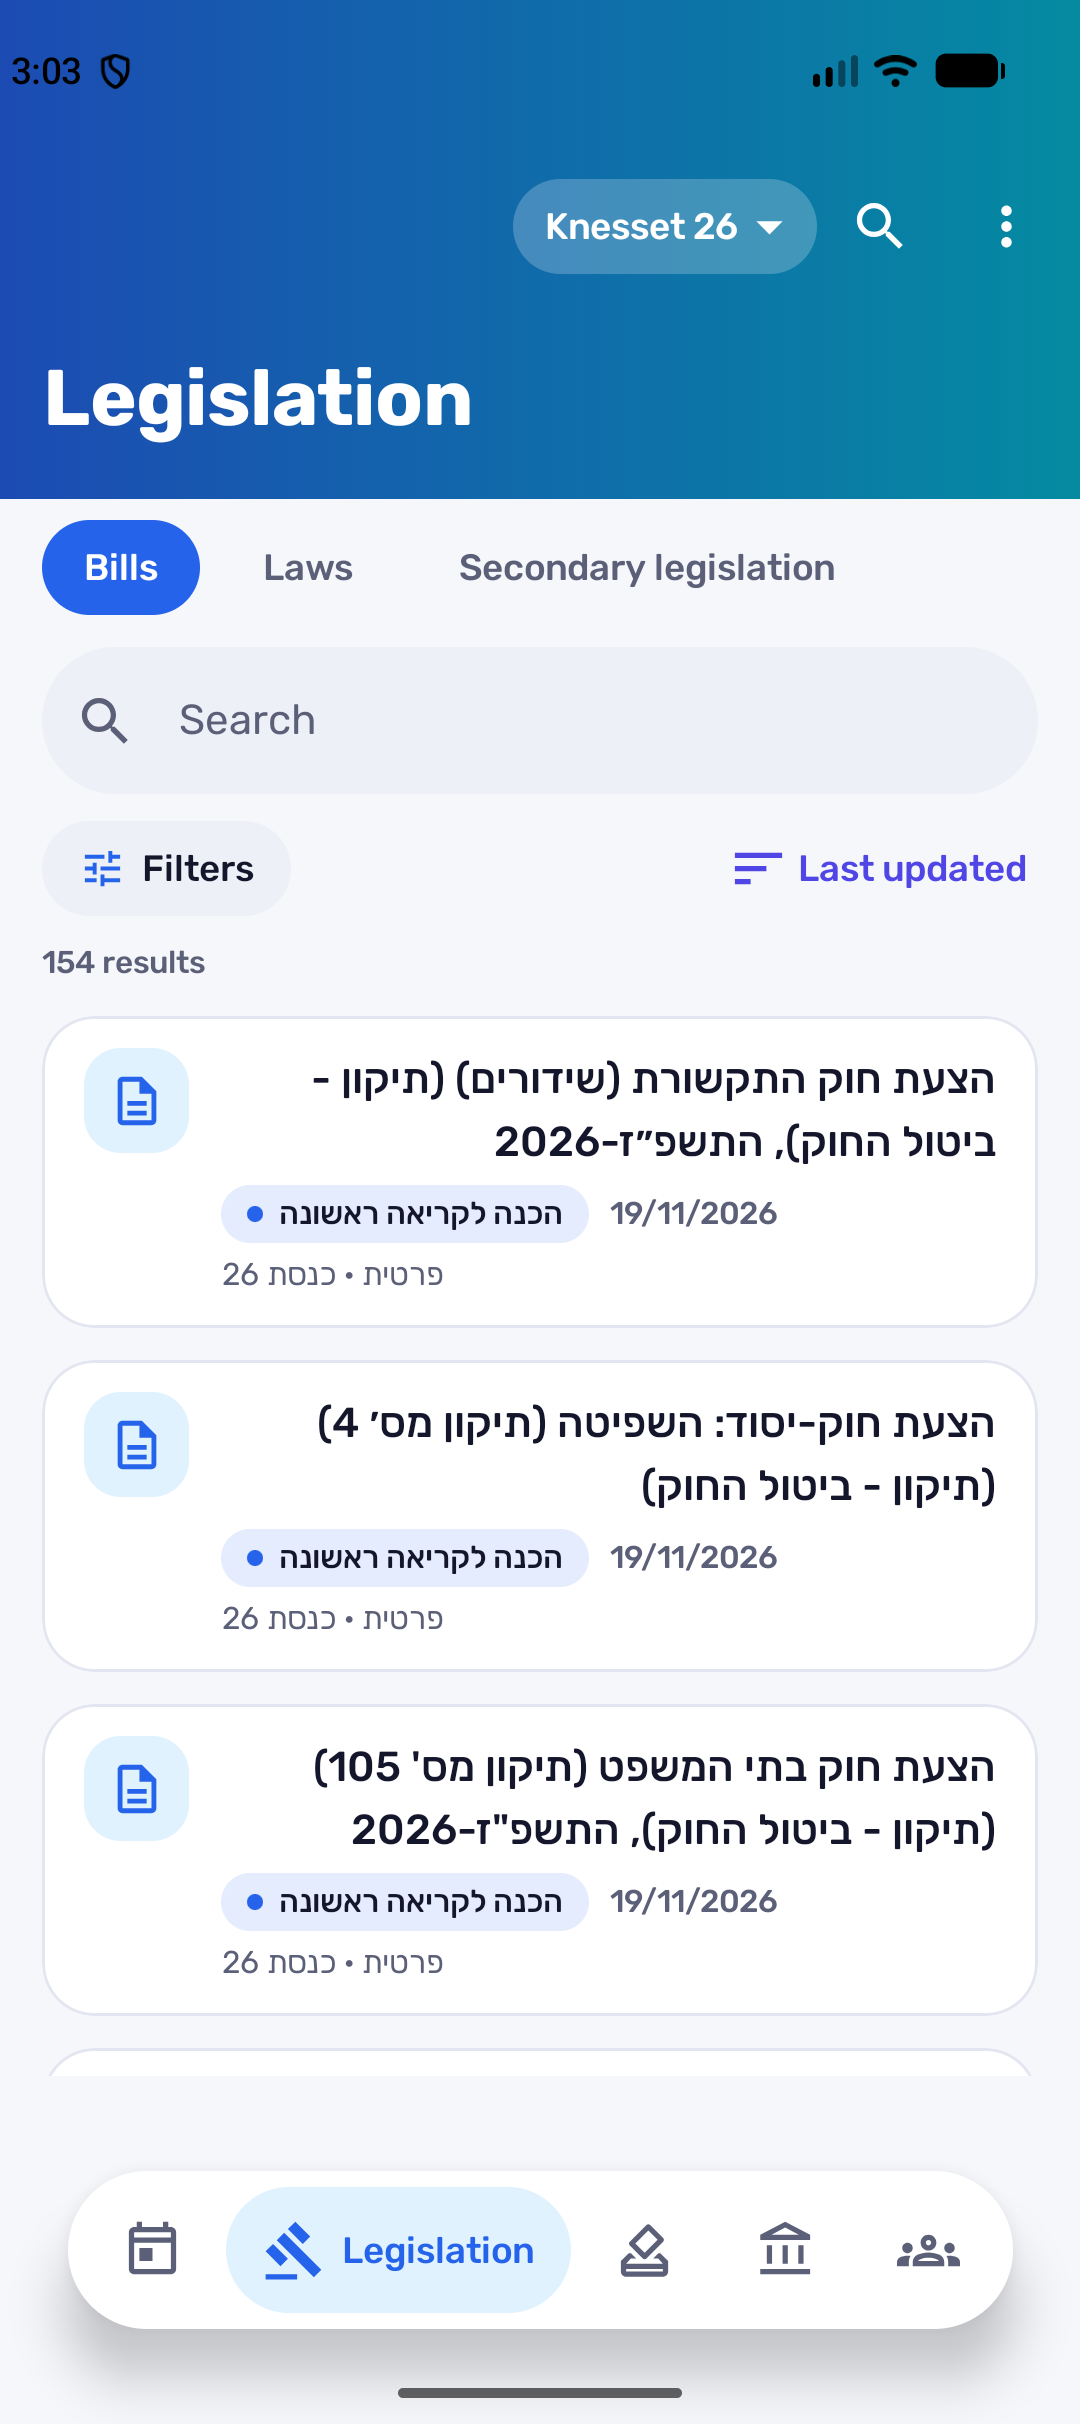 3:03
Knesset 26
Legislation
Bills
Laws
Secondary legislation
Search
Filters
Last updated
154 results
הצעת חוק התקשורת (שידורים) (תיקון -
ביטול החוק), התשפ״ז-2026
הכנה לקריאה ראשונה
19/11/2026
פרטית • כנסת 26
הצעת חוק-יסוד: השפיטה (תיקון מס׳ 4)
(תיקון - ביטול החוק)
הכנה לקריאה ראשונה
19/11/2026
פרטית • כנסת 26
הצעת חוק בתי המשפט (תיקון מס' 105)
(תיקון - ביטול החוק), התשפ"ז-2026
הכנה לקריאה ראשונה
19/11/2026
פרטית • כנסת 26
Legislation